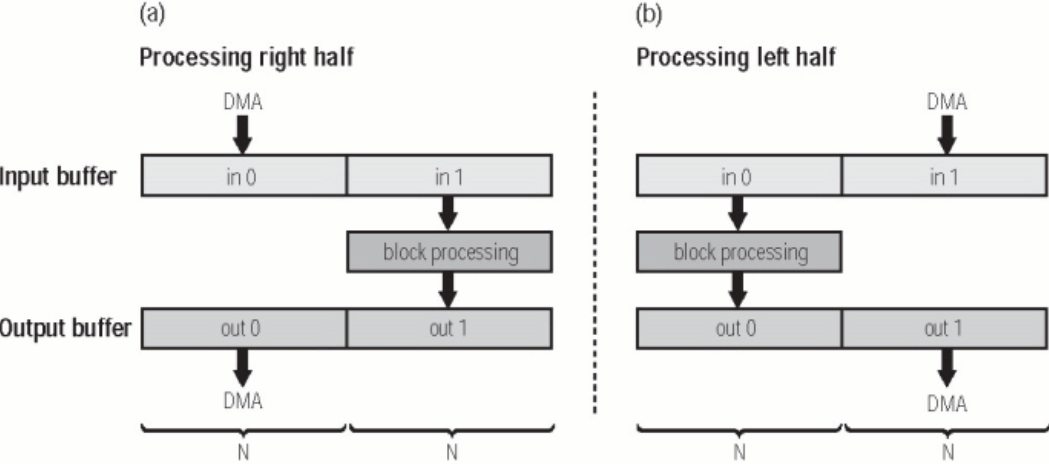 (a)
Processing right half
DMA
Input buffer
in 0
in 1
block processing
Output buffer
out 0
out 1
DMA
N
N
(b)
Processing left half
DMA
in 0
in 1
block processing
out 0
out 1
DMA
N
N